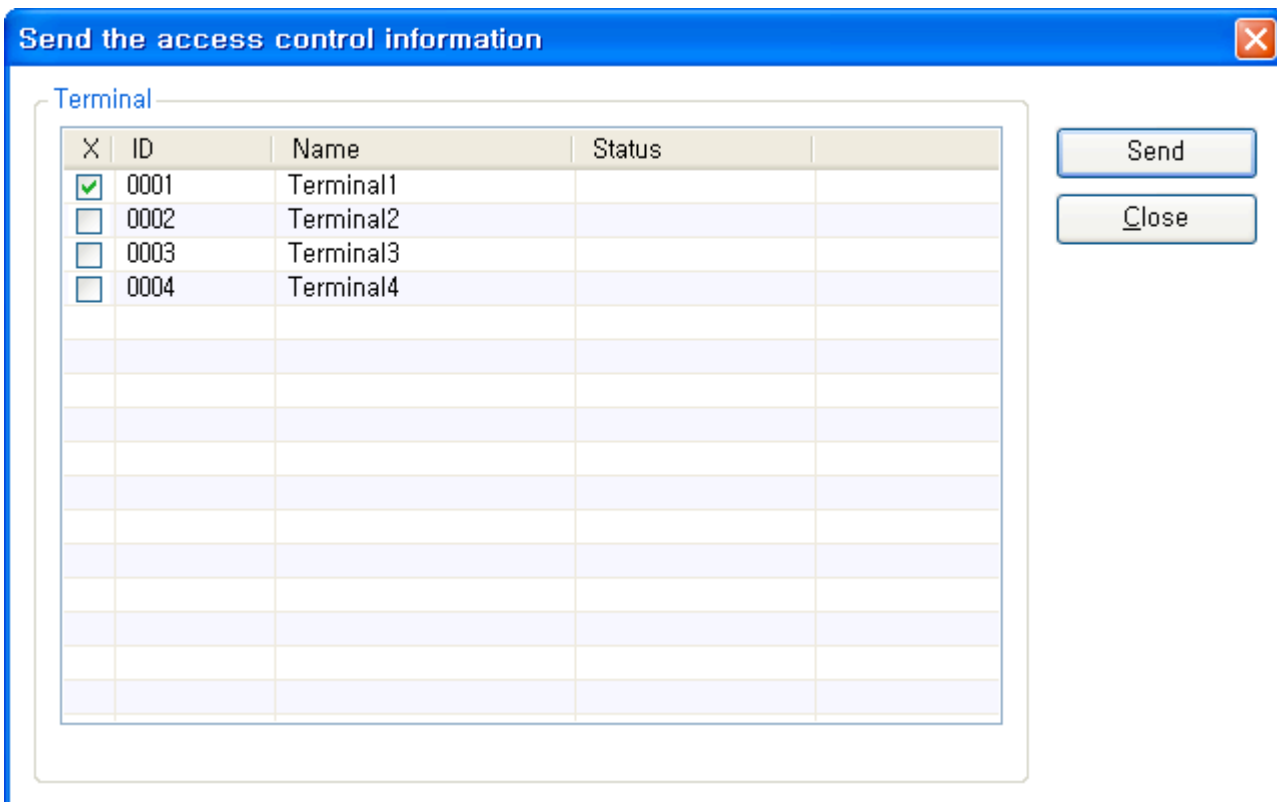 Send the access control information
Terminal
X ID Name Status
Send
0001 Terminal1
0002 Terminal2
Close
0003 Terminal3
0004 Terminal4